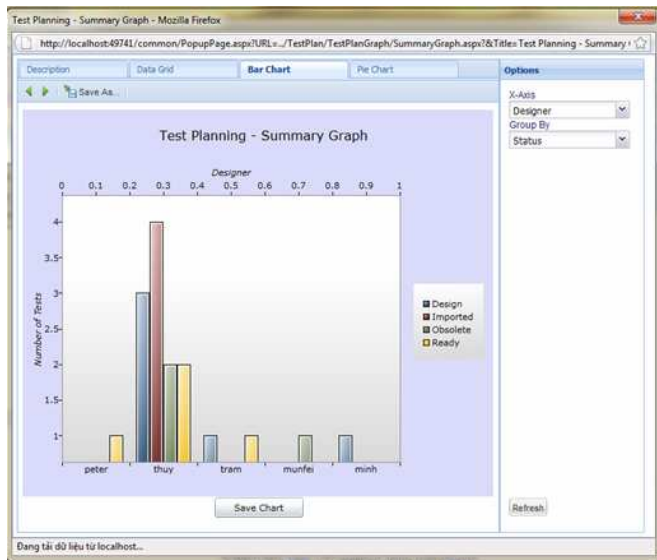 Test Planning - Summary Graph - Mozilla Firefox
http://localhost:49741/common/PopupPage.aspx?URL=../TestPlan/TestPlanGraph/SummaryGraph.aspx?&Title=Test Planning - Summary
Description Data Grid Bar Chart Pie Chart Options
Save As...
X-Axis
Designer
Group By
Status
Test Planning - Summary Graph
Designer
0 0.1 0.2 0.3 0.4 0.5 0.6 0.7 0.8 0.9 1
Number of Tests
4
3.5
3
2.5
2
1.5
1
Design
Imported
Obsolete
Ready
peter thuy tram munfei minh
Save Chart
Refresh
Đang tải dữ liệu từ localhost...